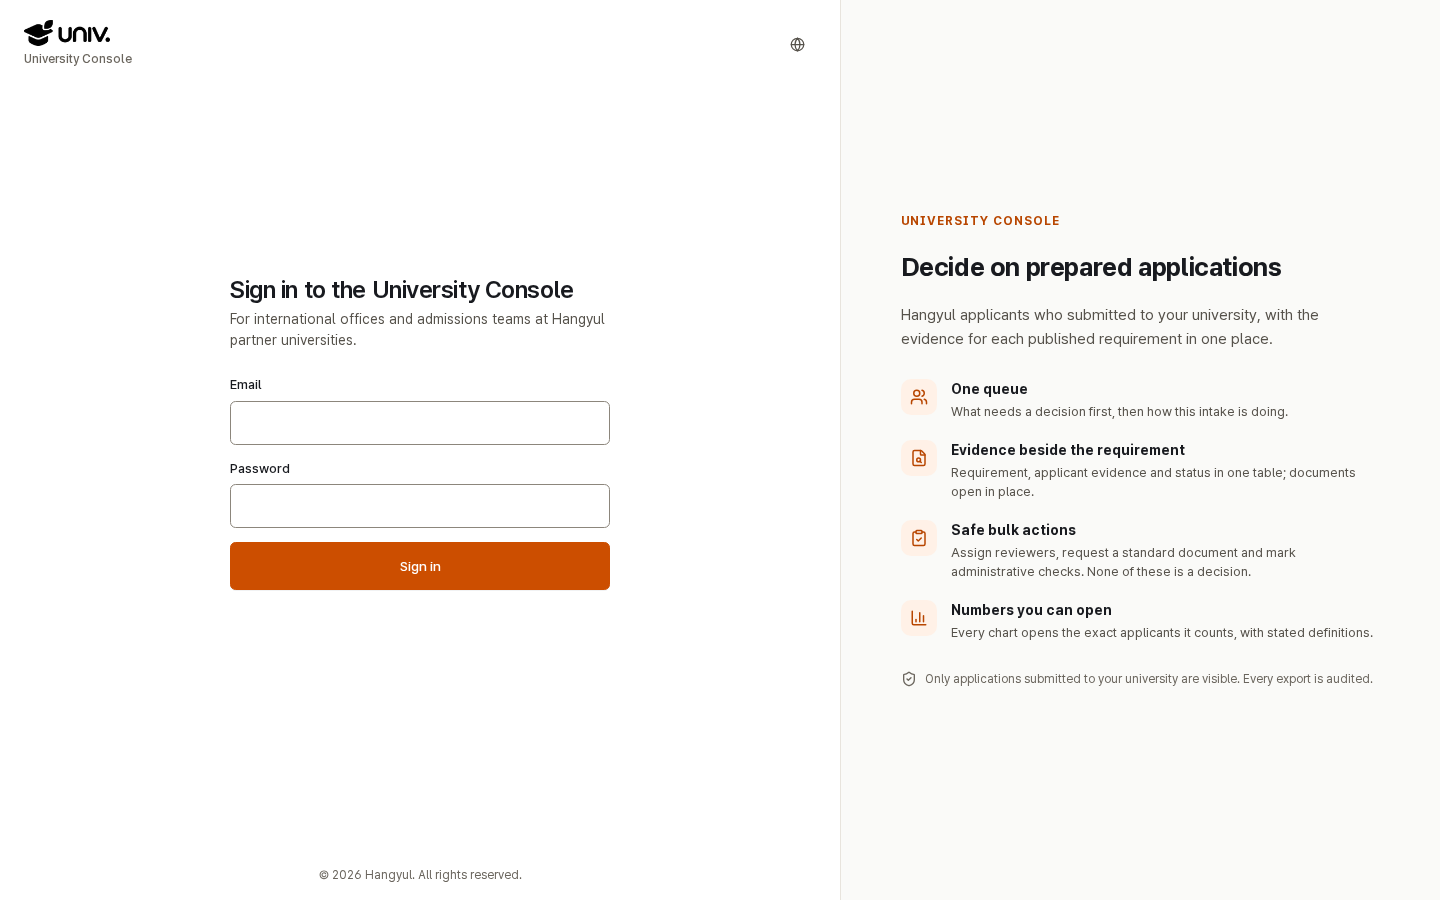 UNIV.
University Console
Sign in to the University Console
For international offices and admissions teams at Hangyul
partner universities.
Email
Password
Sign in
© 2026 Hangyul. All rights reserved.
UNIVERSITY CONSOLE
Decide on prepared applications
Hangyul applicants who submitted to your university, with the
evidence for each published requirement in one place.
One queue
What needs a decision first, then how this intake is doing.
Evidence beside the requirement
Requirement, applicant evidence and status in one table; documents
open in place.
Safe bulk actions
Assign reviewers, request a standard document and mark
administrative checks. None of these is a decision.
Numbers you can open
Every chart opens the exact applicants it counts, with stated definitions.
Only applications submitted to your university are visible. Every export is audited.